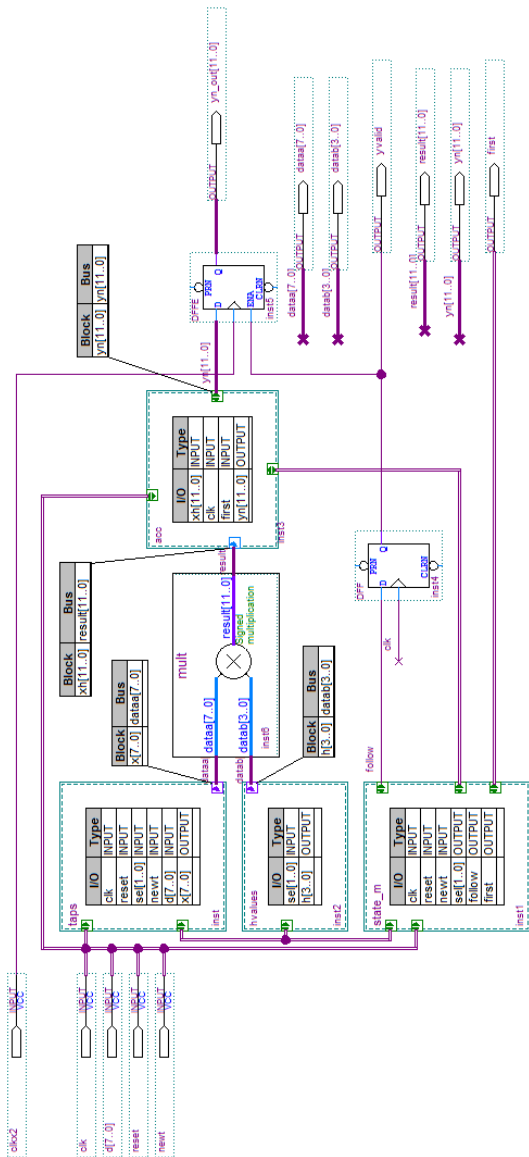 clkx2 INPUT VCC
clk INPUT VCC
d[7..0] INPUT VCC
reset INPUT VCC
newt INPUT VCC
taps
I/O Type
clk INPUT
reset INPUT
sel[1..0] INPUT
newt INPUT
d[7..0] INPUT
x[7..0] OUTPUT
inst
hvalues
I/O Type
sel[1..0] INPUT
h[3..0] OUTPUT
inst2
state_m
I/O Type
clk INPUT
reset INPUT
newt INPUT
sel[1..0] OUTPUT
follow OUTPUT
first OUTPUT
inst1
Block Bus
x[7..0] dataa[7..0]
Block Bus
h[3..0] datab[3..0]
Block Bus
xh[11..0] result[11..0]
Block Bus
yn[11..0] yn[11..0]
dataa
datab
mult
dataa[7..0]
datab[3..0]
result[11..0]
Signed
multiplication
inst6
result
acc
I/O Type
xh[11..0] INPUT
clk INPUT
first INPUT
yn[11..0] OUTPUT
inst3
yn[11..0]
DFFE
PRN
D Q
ENA
CLRN
inst5
follow
DFF
PRN
D Q
CLRN
inst4
clk
OUTPUT yn_out[11..0]
dataa[7..0] OUTPUT dataa[7..0]
datab[3..0] OUTPUT datab[3..0]
OUTPUT yvalid
result[11..0] OUTPUT result[11..0]
yn[11..0] OUTPUT yn[11..0]
OUTPUT first